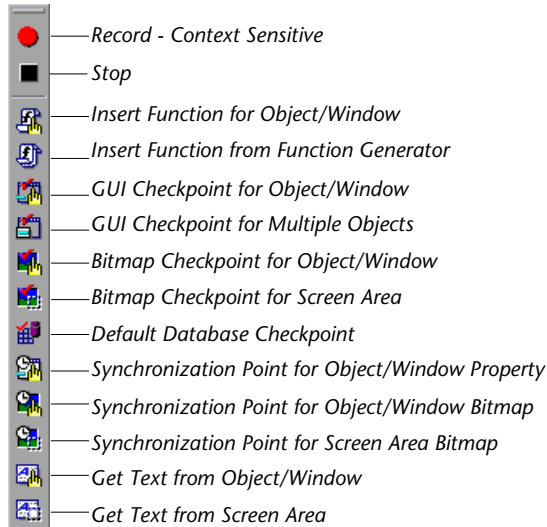 Record - Context Sensitive
Stop
Insert Function for Object/Window
Insert Function from Function Generator
GUI Checkpoint for Object/Window
GUI Checkpoint for Multiple Objects
Bitmap Checkpoint for Object/Window
Bitmap Checkpoint for Screen Area
Default Database Checkpoint
Synchronization Point for Object/Window Property
Synchronization Point for Object/Window Bitmap
Synchronization Point for Screen Area Bitmap
Get Text from Object/Window
Get Text from Screen Area